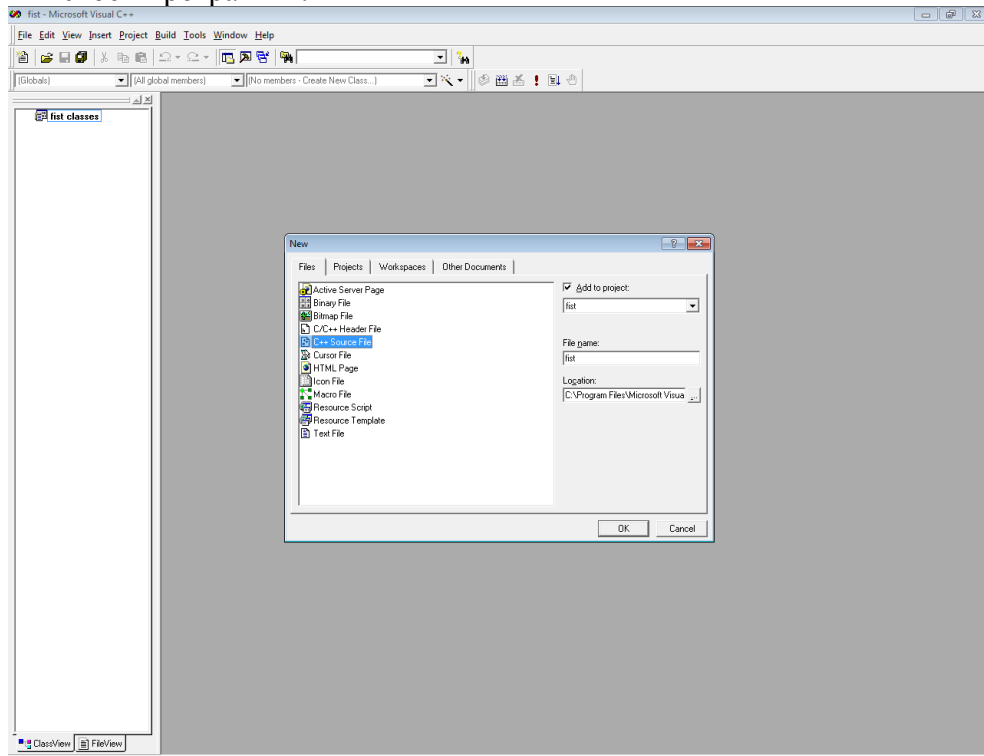 fist - Microsoft Visual C++
File Edit View Insert Project Build Tools Window Help
(Globals) (All global members) (No members - Create New Class...)
fist classes
New
Files Projects Workspaces Other Documents
Active Server Page
Binary File
Bitmap File
C/C++ Header File
C++ Source File
Cursor File
HTML Page
Icon File
Macro File
Resource Script
Resource Template
Text File
Add to project:
fist
File name:
fist
Location:
C:\Program Files\Microsoft Visua ...
OK Cancel
ClassView FileView